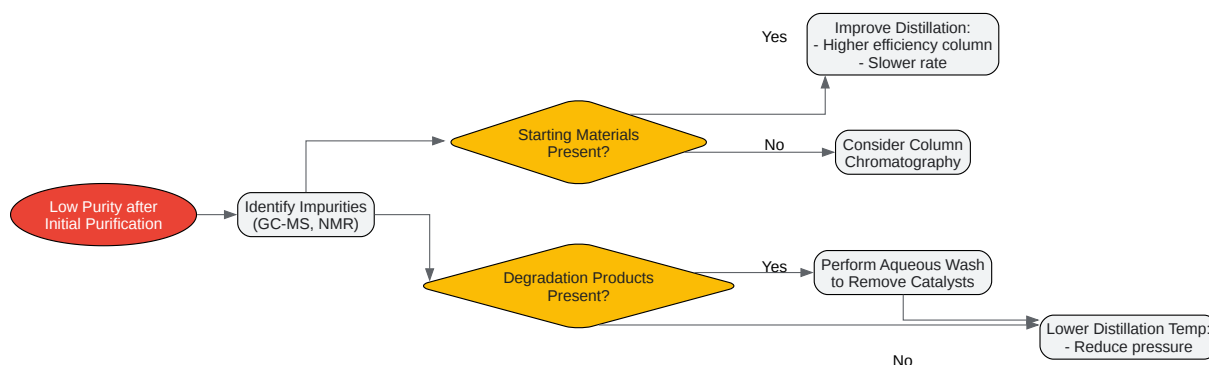 Low Purity after
Initial Purification
Identify Impurities
(GC-MS, NMR)
Starting Materials
Present?
Yes
Improve Distillation:
- Higher efficiency column
- Slower rate
No
Consider Column
Chromatography
Degradation Products
Present?
Yes
Perform Aqueous Wash
to Remove Catalysts
No
Lower Distillation Temp:
- Reduce pressure